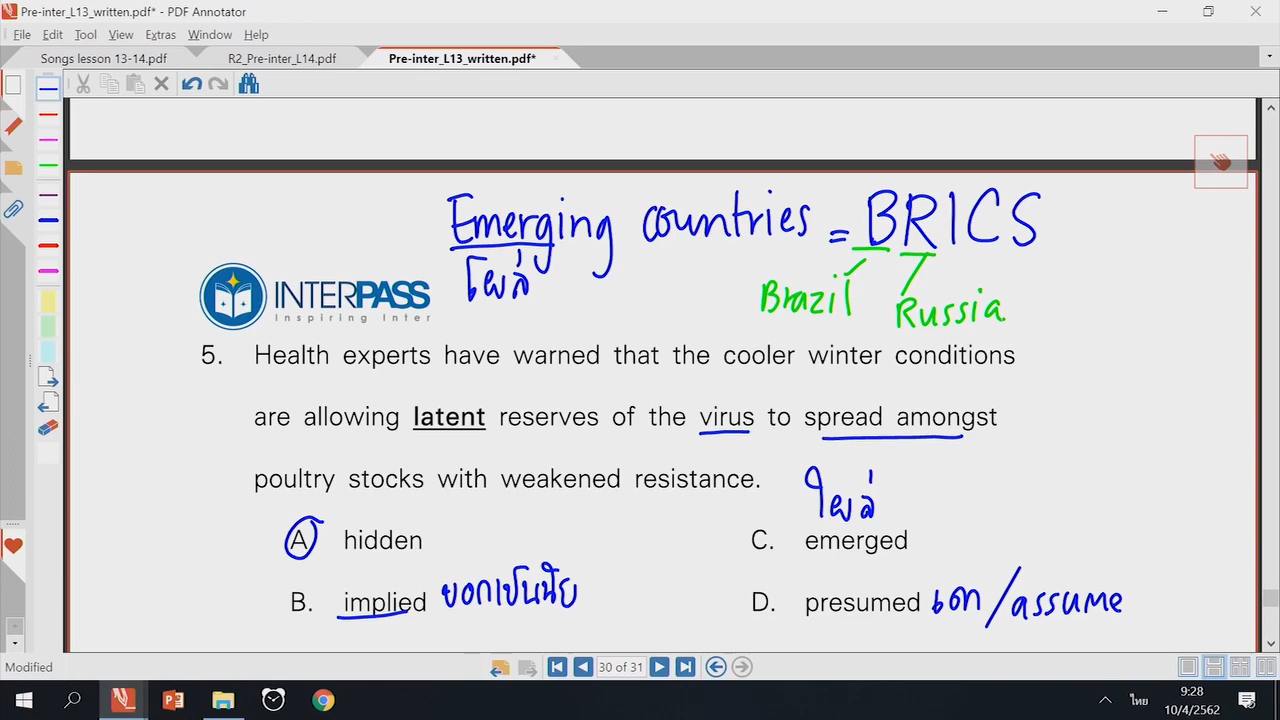 Pre-inter_L13_written.pdf* - PDF Annotator
File Edit Tool View Extras Window Help
Songs lesson 13-14.pdf R2_Pre-inter_L14.pdf Pre-inter_L13_written.pdf*
Emerging countries = BRICS
โผล่
Brazil Russia
INTERPASS
Inspiring Inter
5. Health experts have warned that the cooler winter conditions
are allowing latent reserves of the virus to spread amongst
poultry stocks with weakened resistance.
โผล่
A hidden C. emerged
B. implied บอกเป็นนัย D. presumed เดา/assume
Modified 30 of 31
ไทย 9:28
10/4/2562